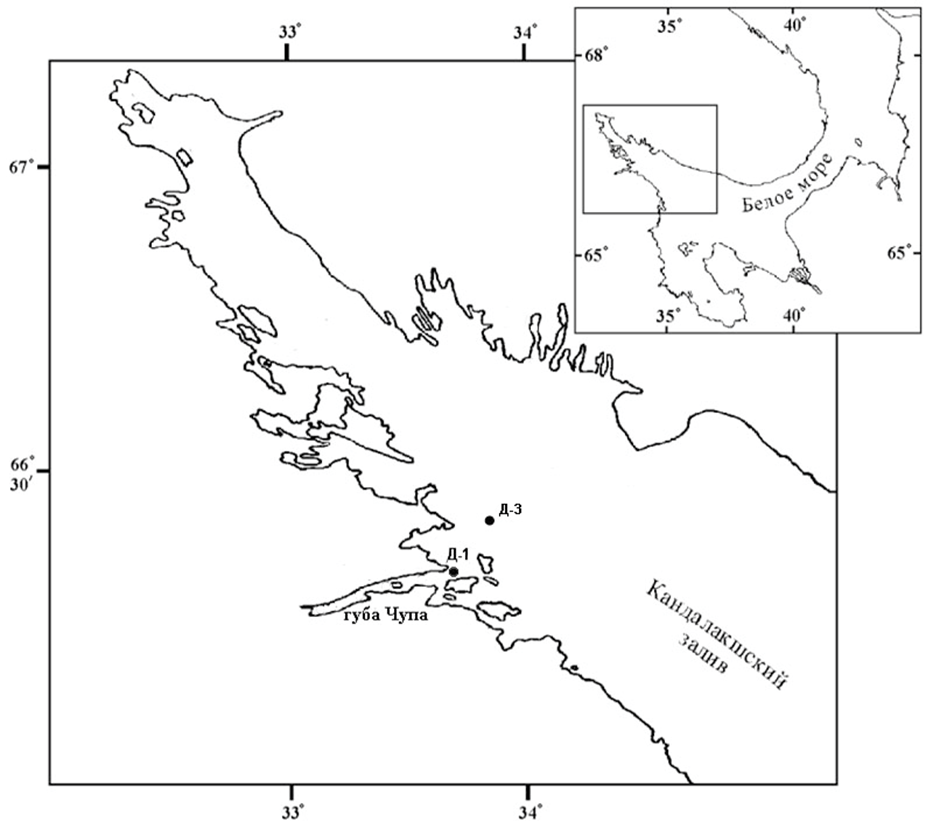 33°
34°
35°
40°
68°
65°
65°
Белое море
35°
40°
67°
66°
30′
Д-3
Д-1
губа Чупа
Кандалакшский
залив
33°
34°